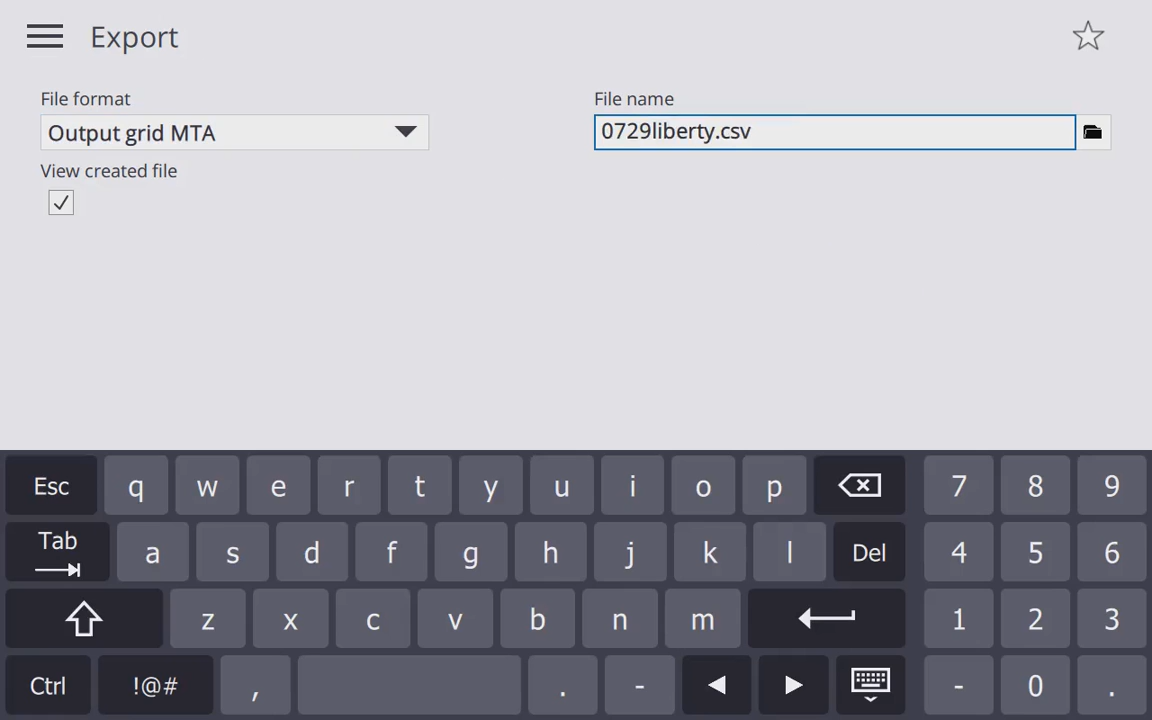 Export
File format
File name
Output grid MTA
0729liberty.csv
View created file
Esc q w e r t y u i o p 7 8 9
Tab a s d f g h j k l Del 4 5 6
z x c v b n m 1 2 3
Ctrl !@# , . - - 0 .